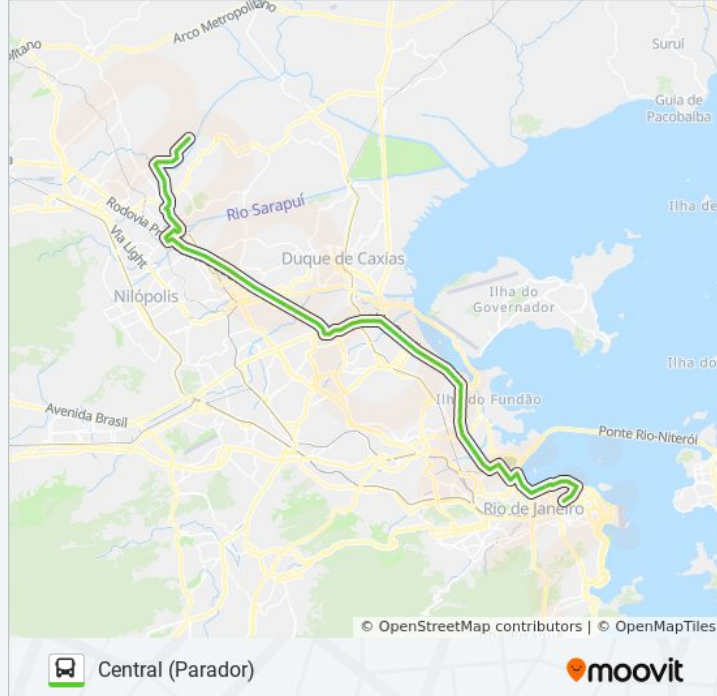 Arco Metropolitano
olitano
Suruí
Guia de
Pacobaíba
Rio Sarapuí
Ilha de
Rodovia Pr
Via Light
Duque de Caxias
Nilópolis
Ilha do
Governador
Ilha do
Avenida Brasil
Ilha do Fundão
Ponte Rio-Niterói
Rio de Janeiro
© OpenStreetMap contributors | © OpenMapTiles
Central (Parador)
moovit